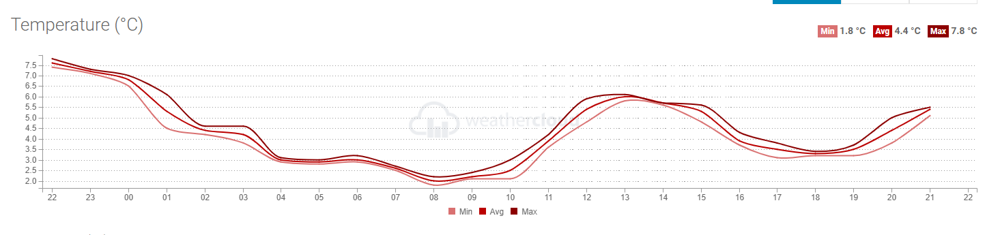 Temperature (°C)
Min 1.8 °C Avg 4.4 °C Max 7.8 °C
7.5
7.0
6.5
6.0
5.5
5.0
4.5
4.0
3.5
3.0
2.5
2.0
weathercloud
22 23 00 01 02 03 04 05 06 07 08 09 10 11 12 13 14 15 16 17 18 19 20 21 22
Min Avg Max